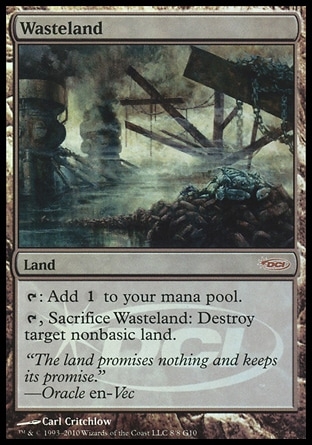 Wasteland
Land
DCI
: Add 1 to your mana pool.
, Sacrifice Wasteland: Destroy
target nonbasic land.
"The land promises nothing and keeps
its promise."
—Oracle en-Vec
Carl Critchlow
™ & © 1993–2010 Wizards of the Coast LLC 8/8 G10